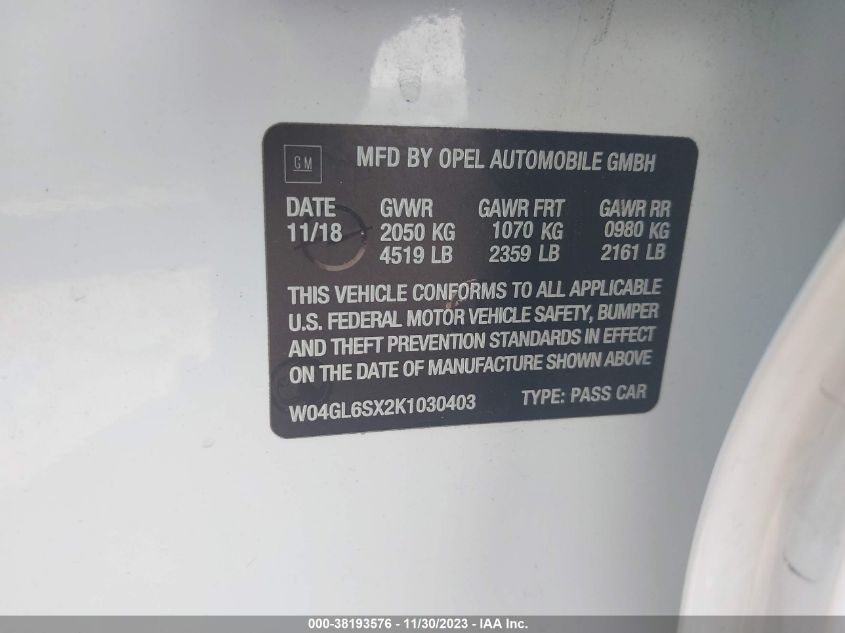 GM MFD BY OPEL AUTOMOBILE GMBH
DATE GVWR GAWR FRT GAWR RR
11/18 2050 KG 1070 KG 0980 KG
4519 LB 2359 LB 2161 LB
THIS VEHICLE CONFORMS TO ALL APPLICABLE
U.S. FEDERAL MOTOR VEHICLE SAFETY, BUMPER
AND THEFT PREVENTION STANDARDS IN EFFECT
ON THE DATE OF MANUFACTURE SHOWN ABOVE
W04GL6SX2K1030403 TYPE: PASS CAR
000-38193576 - 11/30/2023 - IAA Inc.